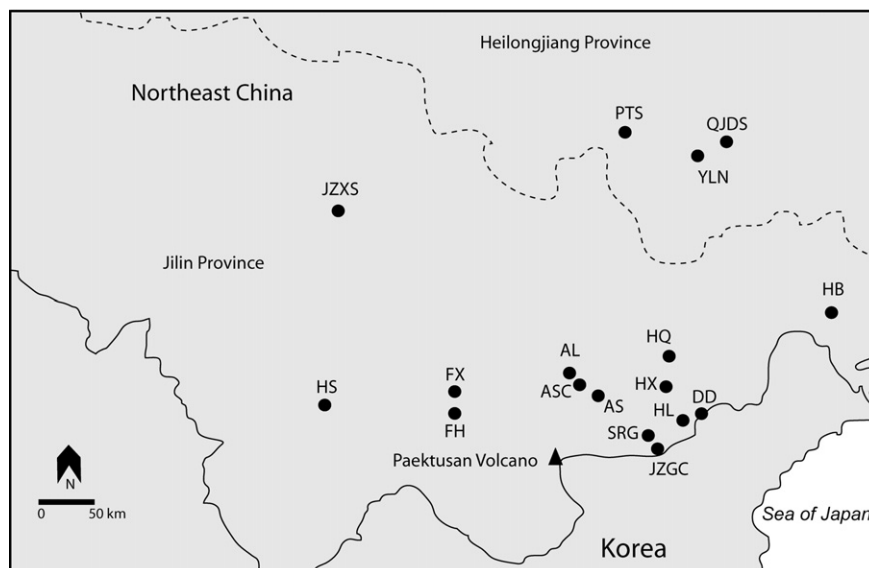 Heilongjiang Province
Northeast China
PTS
QJDS
YLN
JZXS
Jilin Province
HB
HQ
AL
FX
HS
ASC
HX
AS
DD
HL
FH
SRG
Paektusan Volcano
JZGC
N
0 50 km
Sea of Japan
Korea